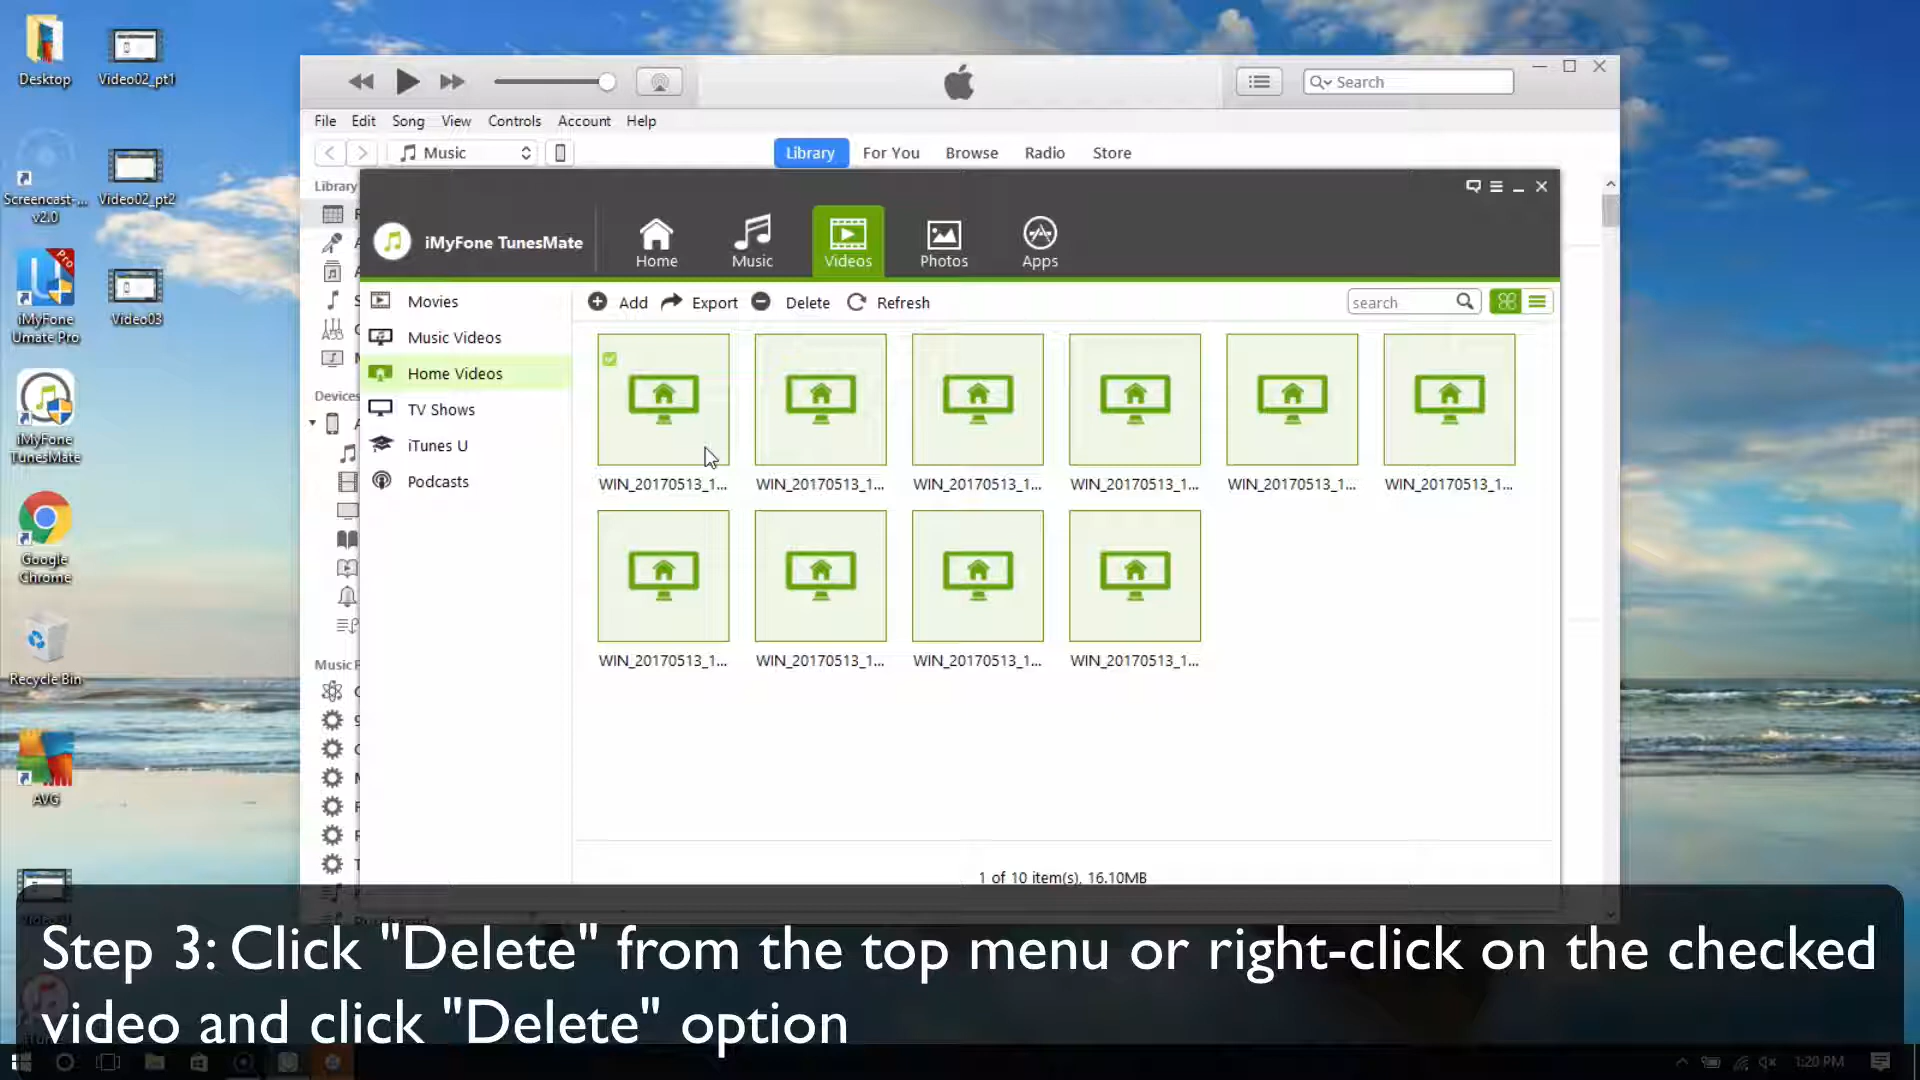 Desktop
Video02_pt1
Screencast-...
v2.0
Video02_pt2
iMyFone
Umate Pro
Video03
iMyFone
TunesMate
Google
Chrome
Recycle Bin
AVG
Search
File Edit Song View Controls Account Help
Music
Library For You Browse Radio Store
Library
Devices
iMyFone TunesMate
Home Music Videos Photos Apps
Movies
Music Videos
Home Videos
TV Shows
iTunes U
Podcasts
Add Export Delete Refresh
search
WIN_20170513_1... WIN_20170513_1... WIN_20170513_1... WIN_20170513_1... WIN_20170513_1... WIN_20170513_1...
WIN_20170513_1... WIN_20170513_1... WIN_20170513_1... WIN_20170513_1...
1 of 10 item(s), 16.10MB
Step 3: Click "Delete" from the top menu or right-click on the checked
video and click "Delete" option
1:20 PM